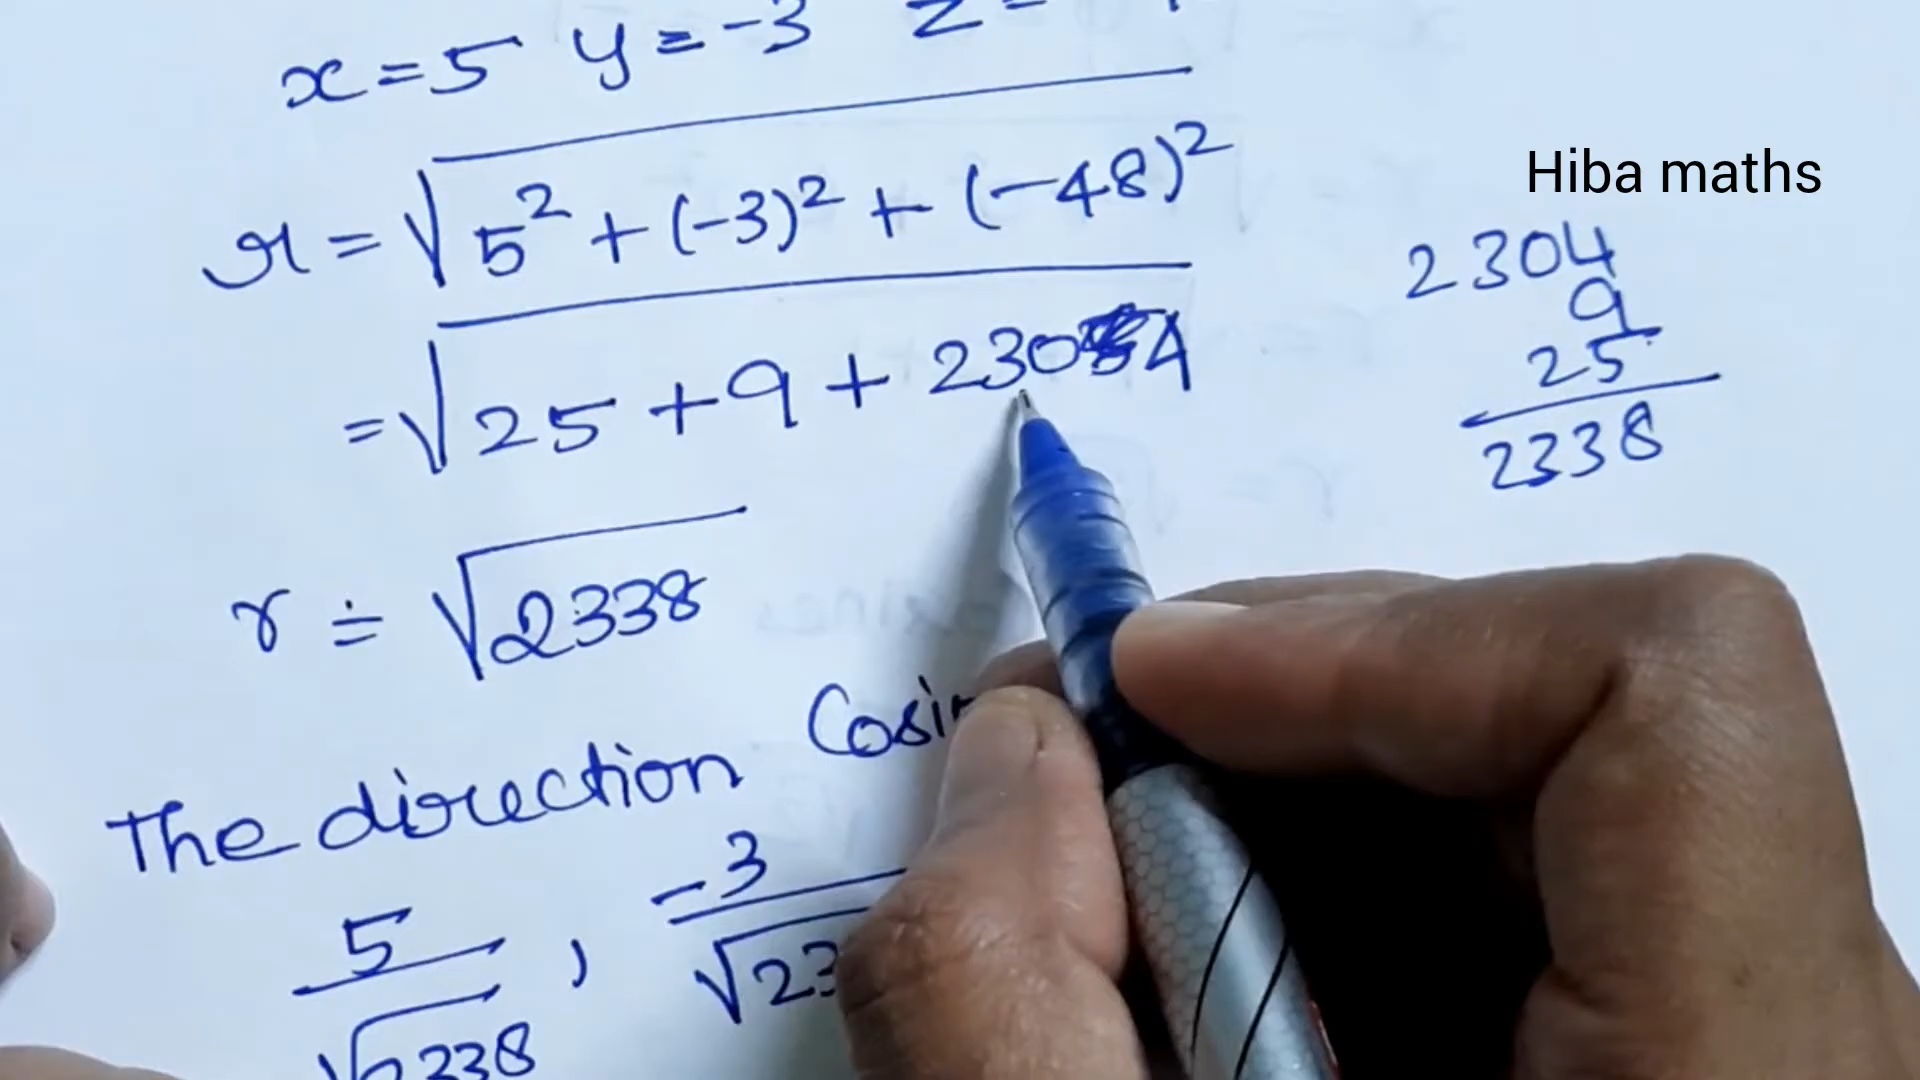 x = 5 y = -3 z =
r = √5² + (-3)² + (-48)²
= √25 + 9 + 2304
r = √2338
The direction
5/√2338 , -3/√23
Hiba maths
2304
9
25
2338